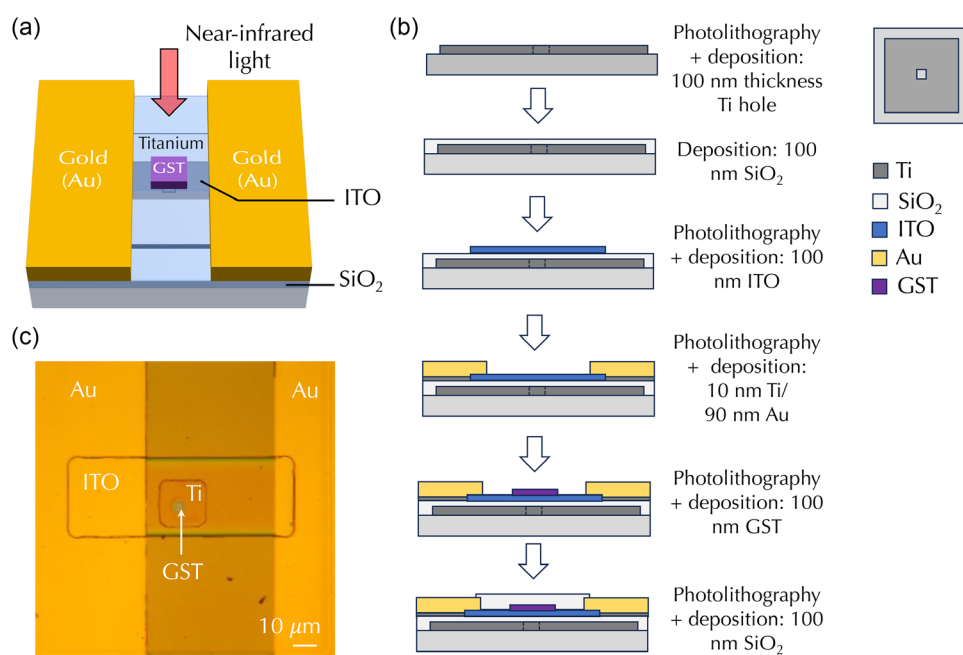 (a)
Near-infrared
light
Titanium
GST
Gold
(Au)
Gold
(Au)
ITO
SiO₂
(b)
Photolithography
+ deposition:
100 nm thickness
Ti hole
Deposition: 100
nm SiO₂
Photolithography
+ deposition: 100
nm ITO
Photolithography
+ deposition:
10 nm Ti/
90 nm Au
Photolithography
+ deposition: 100
nm GST
Photolithography
+ deposition: 100
nm SiO₂
Ti
SiO₂
ITO
Au
GST
(c)
Au
Au
ITO
Ti
GST
10 μm